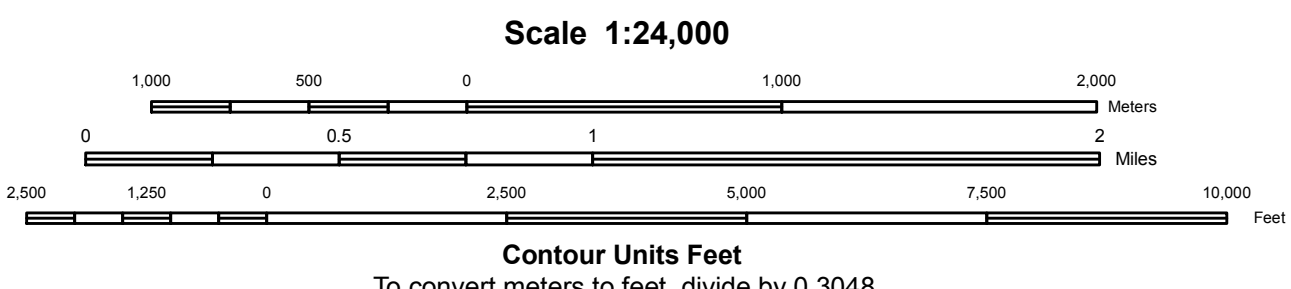 Scale 1:24,000
1,000 500 0 1,000 2,000
Meters
0 0.5 1 2
Miles
2,500 1,250 0 2,500 5,000 7,500 10,000
Feet
Contour Units Feet
To convert meters to feet, divide by 0.3048